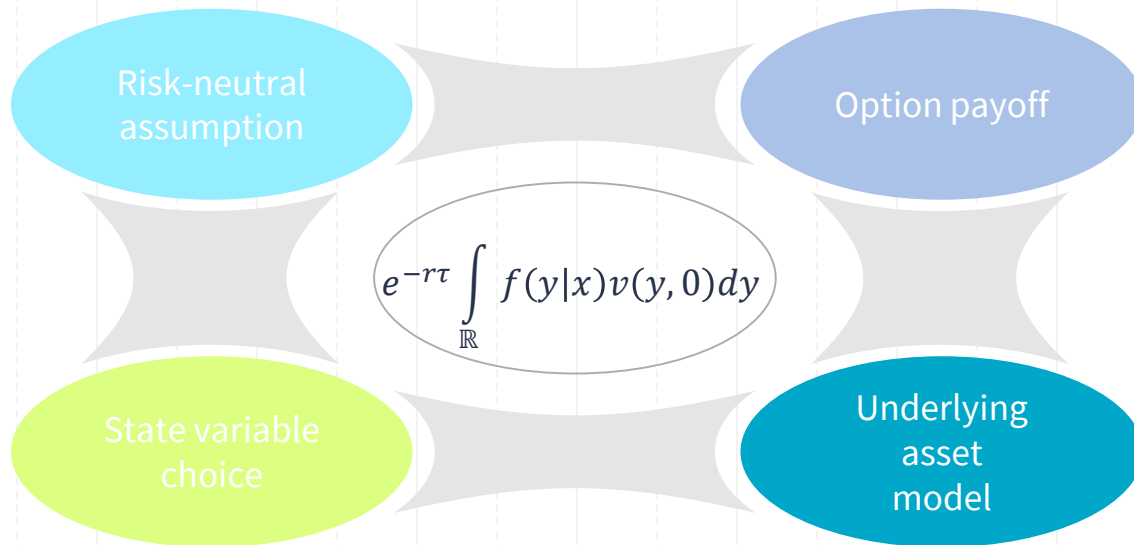 Risk-neutral
assumption
Option payoff
e^{-rτ} ∫_ℝ f(y|x)v(y, 0)dy
State variable
choice
Underlying
asset
model